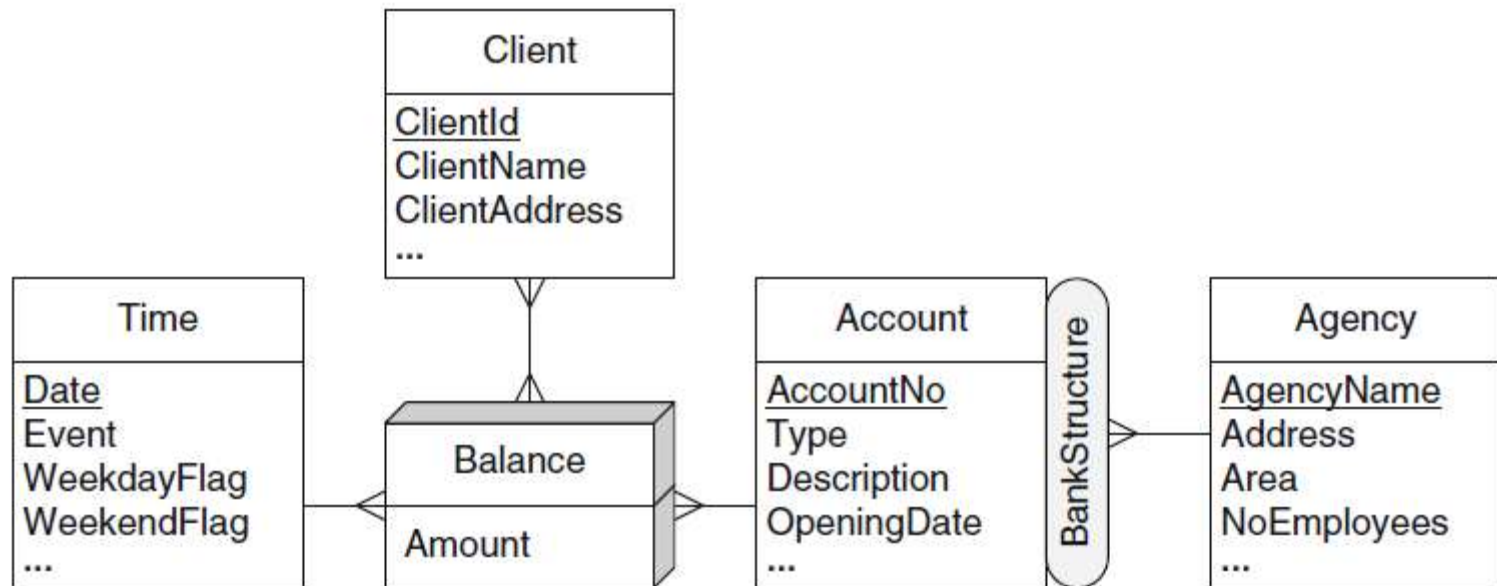 Client
ClientId
ClientName
ClientAddress
...
Time
Date
Event
WeekdayFlag
WeekendFlag
...
Balance
Amount
Account
AccountNo
Type
Description
OpeningDate
...
BankStructure
Agency
AgencyName
Address
Area
NoEmployees
...